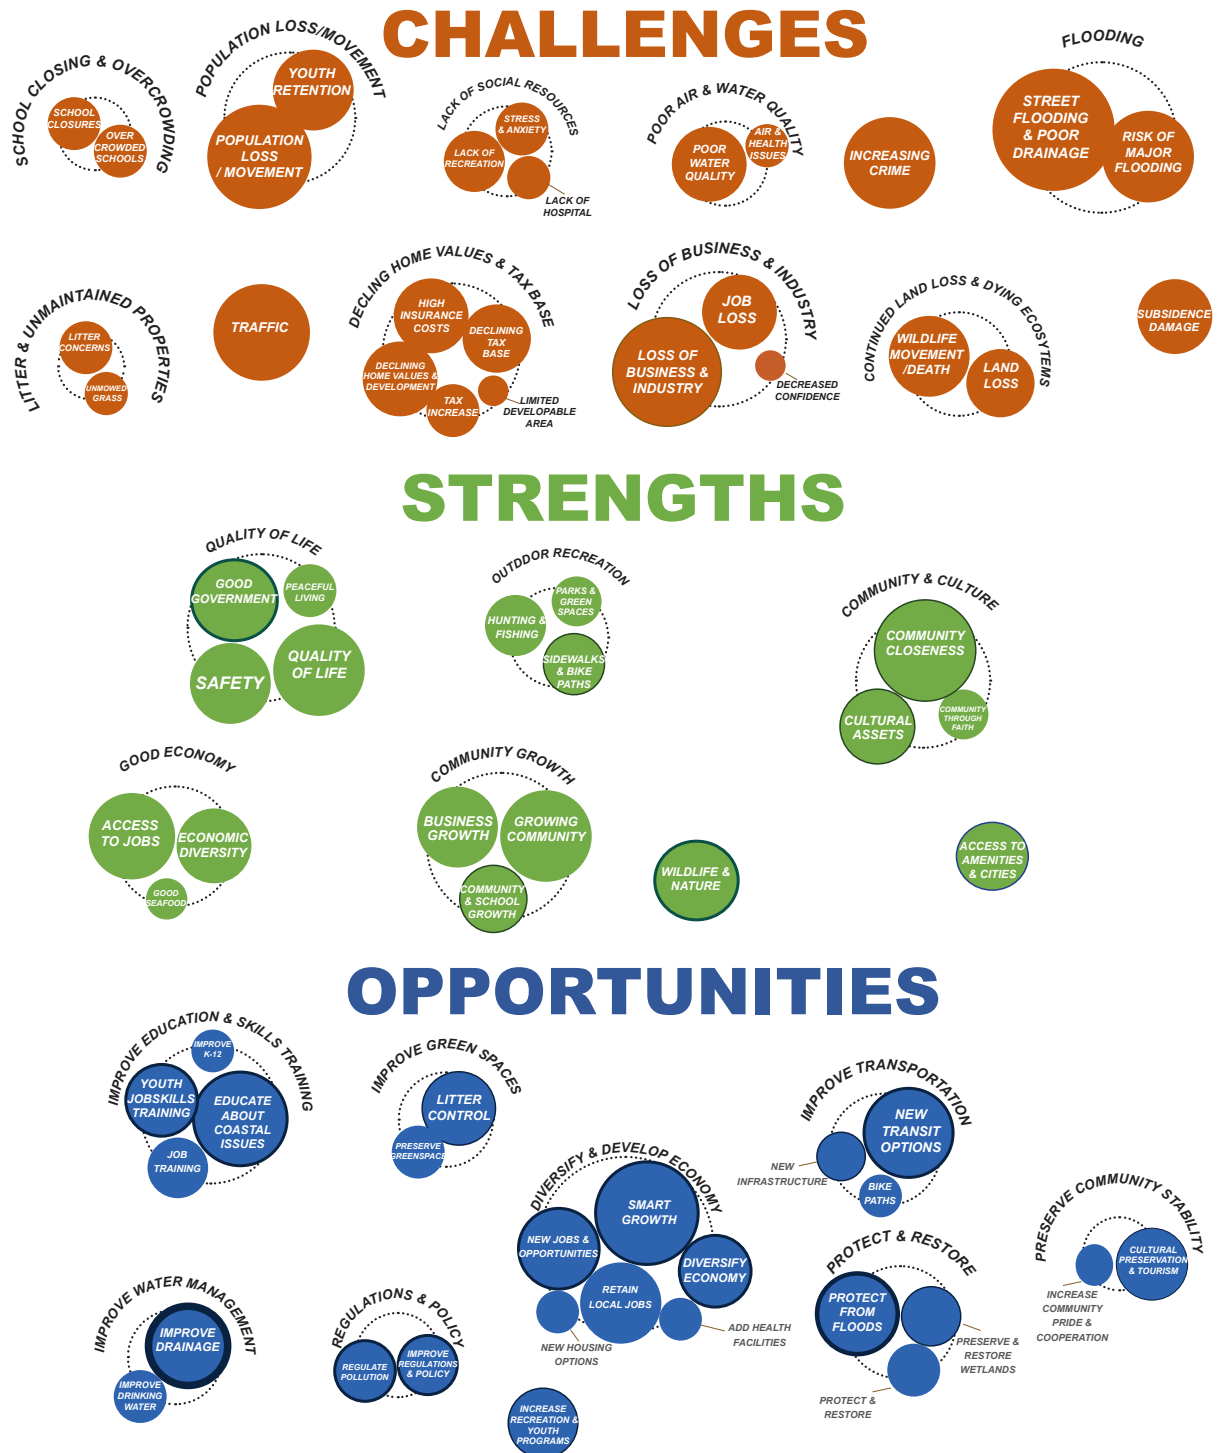 CHALLENGES
SCHOOL CLOSING & OVERCROWDING
SCHOOL
CLOSURES
OVER
CROWDED
SCHOOLS
POPULATION LOSS/MOVEMENT
YOUTH
RETENTION
POPULATION
LOSS
/ MOVEMENT
LACK OF SOCIAL RESOURCES
STRESS
& ANXIETY
LACK OF
RECREATION
LACK OF
HOSPITAL
POOR AIR & WATER QUALITY
POOR
WATER
QUALITY
AIR &
HEALTH
ISSUES
INCREASING
CRIME
FLOODING
STREET
FLOODING
& POOR
DRAINAGE
RISK OF
MAJOR
FLOODING
LITTER & UNMAINTAINED PROPERTIES
LITTER
CONCERNS
UNMOWED
GRASS
TRAFFIC
DECLING HOME VALUES & TAX BASE
HIGH
INSURANCE
COSTS
DECLINING
TAX
BASE
DECLINING
HOME VALUES &
DEVELOPMENT
TAX
INCREASE
LIMITED
DEVELOPABLE
AREA
LOSS OF BUSINESS & INDUSTRY
JOB
LOSS
LOSS OF
BUSINESS &
INDUSTRY
DECREASED
CONFIDENCE
CONTINUED LAND LOSS & DYING ECOSYTEMS
WILDLIFE
MOVEMENT
/DEATH
LAND
LOSS
SUBSIDENCE
DAMAGE
STRENGTHS
QUALITY OF LIFE
GOOD
GOVERNMENT
PEACEFUL
LIVING
QUALITY
OF LIFE
SAFETY
OUTDDOR RECREATION
PARKS &
GREEN
SPACES
HUNTING &
FISHING
SIDEWALKS
& BIKE
PATHS
COMMUNITY & CULTURE
COMMUNITY
CLOSENESS
CULTURAL
ASSETS
COMMUNITY
THROUGH
FAITH
GOOD ECONOMY
ACCESS
TO JOBS
ECONOMIC
DIVERSITY
GOOD
SEAFOOD
COMMUNITY GROWTH
BUSINESS
GROWTH
GROWING
COMMUNITY
COMMUNITY
& SCHOOL
GROWTH
WILDLIFE &
NATURE
ACCESS TO
AMENITIES
& CITIES
OPPORTUNITIES
IMPROVE EDUCATION & SKILLS TRAINING
IMPROVE
K-12
YOUTH
JOBSKILLS
TRAINING
EDUCATE
ABOUT
COASTAL
ISSUES
JOB
TRAINING
IMPROVE GREEN SPACES
LITTER
CONTROL
PRESERVE
GREENSPACE
IMPROVE TRANSPORTATION
NEW
TRANSIT
OPTIONS
NEW
INFRASTRUCTURE
BIKE
PATHS
DIVERSIFY & DEVELOP ECONOMY
SMART
GROWTH
NEW JOBS &
OPPORTUNITIES
DIVERSIFY
ECONOMY
RETAIN
LOCAL JOBS
NEW HOUSING
OPTIONS
ADD HEALTH
FACILITIES
PRESERVE COMMUNITY STABILITY
CULTURAL
PRESERVATION
& TOURISM
INCREASE
COMMUNITY
PRIDE &
COOPERATION
PROTECT & RESTORE
PROTECT
FROM
FLOODS
PRESERVE &
RESTORE
WETLANDS
PROTECT &
RESTORE
IMPROVE WATER MANAGEMENT
IMPROVE
DRAINAGE
IMPROVE
DRINKING
WATER
REGULATIONS & POLICY
REGULATE
POLLUTION
IMPROVE
REGULATIONS
& POLICY
INCREASE
RECREATION &
YOUTH
PROGRAMS